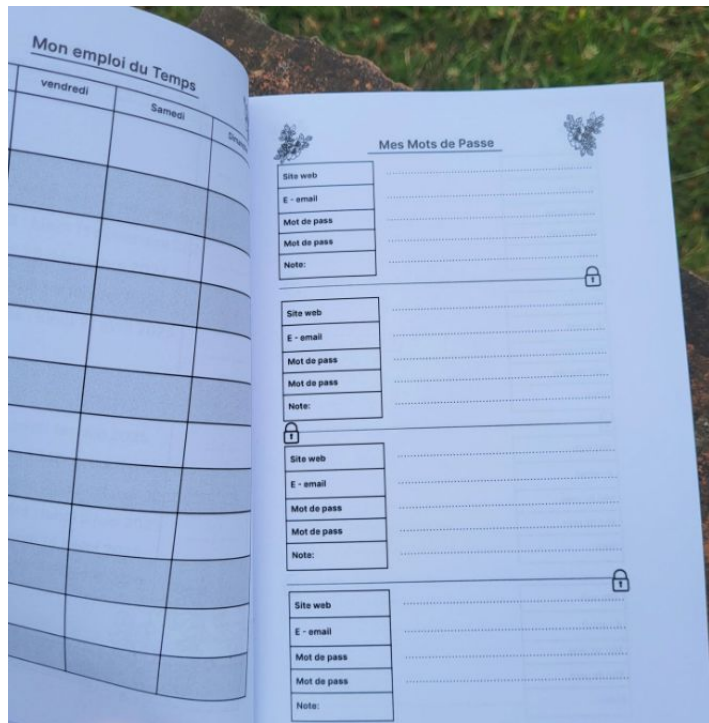 Mon emploi du Temps
vendredi
Samedi
Mes Mots de Passe
Site web
E - email
Mot de pass
Mot de pass
Note:
Site web
E - email
Mot de pass
Mot de pass
Note:
Site web
E - email
Mot de pass
Mot de pass
Note:
Site web
E - email
Mot de pass
Mot de pass
Note: